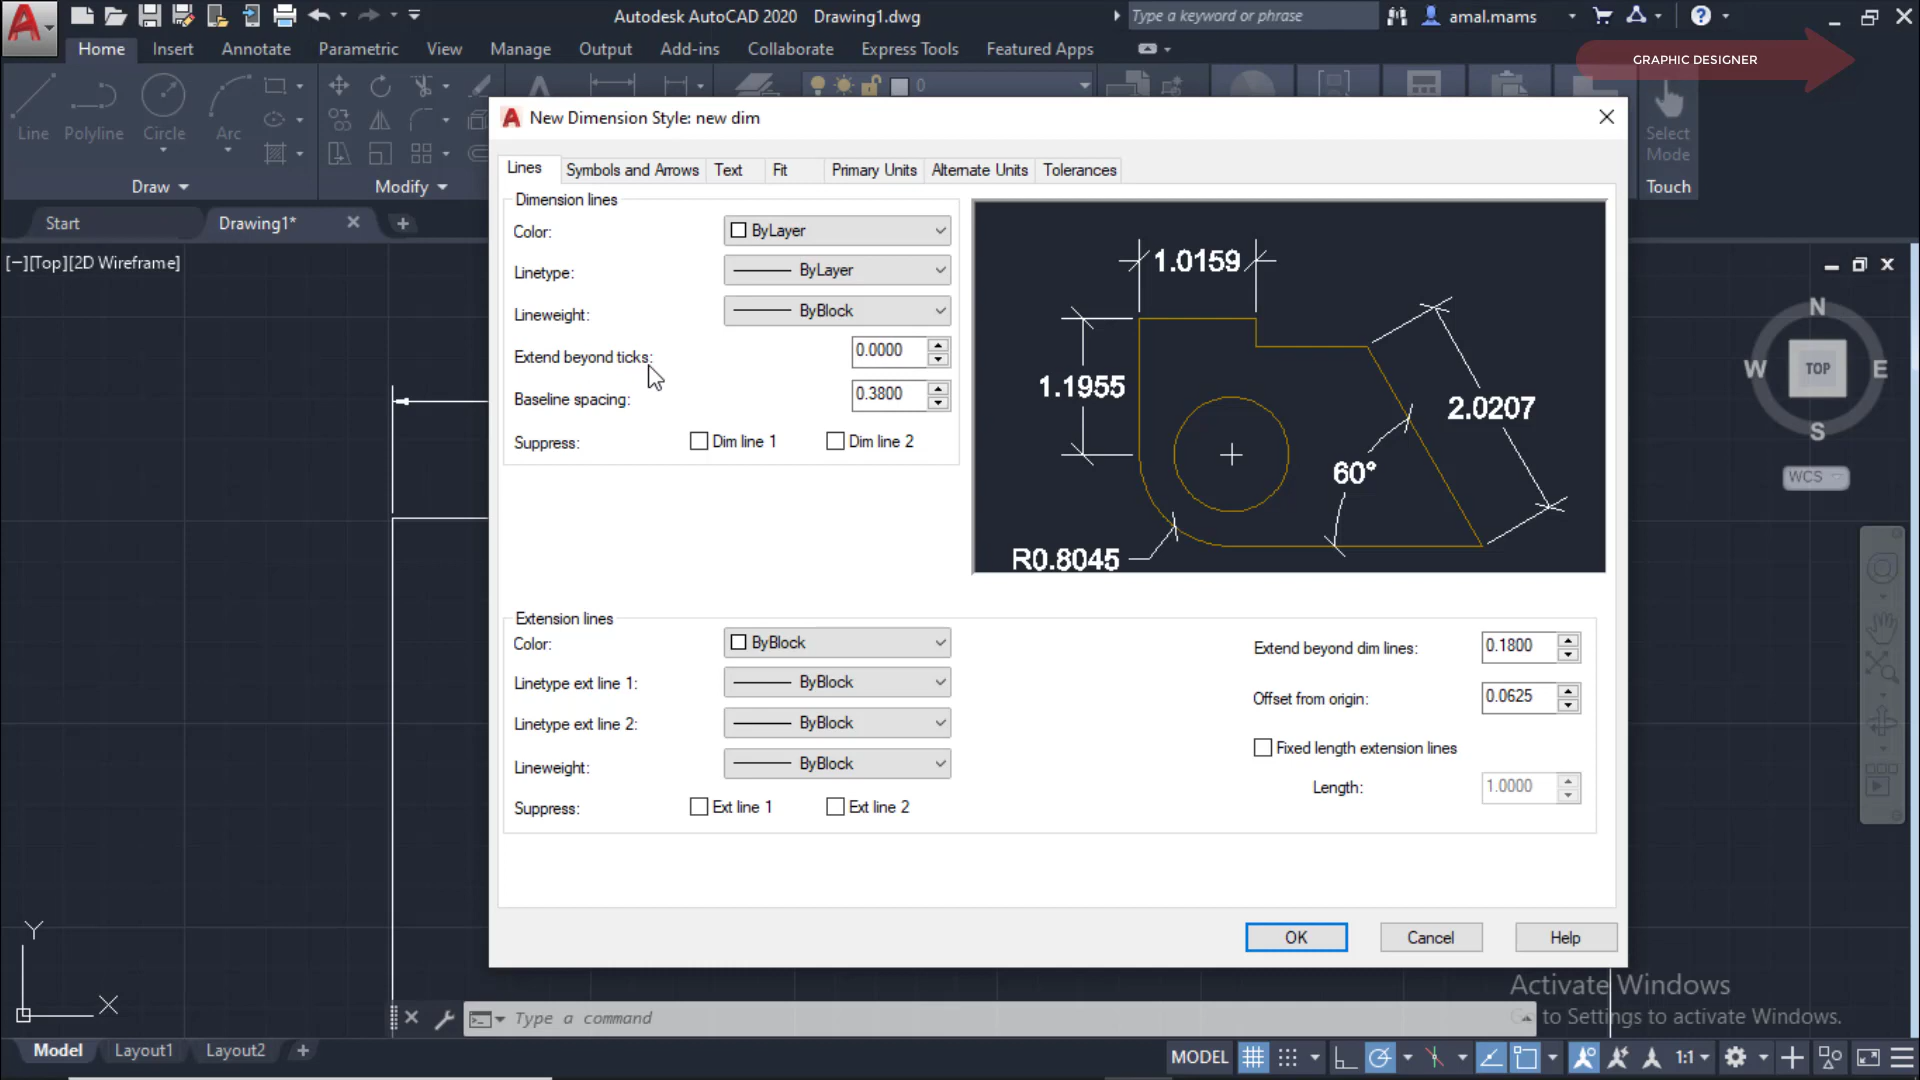 Autodesk AutoCAD 2020 Drawing1.dwg
Type a keyword or phrase
amal.mams
Home Insert Annotate Parametric View Manage Output Add-ins Collaborate Express Tools Featured Apps
GRAPHIC DESIGNER
0
Line Polyline Circle Arc
Select
Mode
Draw
Modify
Touch
Start
Drawing1*
[−][Top][2D Wireframe]
New Dimension Style: new dim
Lines Symbols and Arrows Text Fit Primary Units Alternate Units Tolerances
Dimension lines
Color: ByLayer
Linetype: ByLayer
Lineweight: ByBlock
Extend beyond ticks: 0.0000
Baseline spacing: 0.3800
Suppress: Dim line 1 Dim line 2
1.0159
1.1955
2.0207
60°
R0.8045
Extension lines
Color: ByBlock
Linetype ext line 1: ByBlock
Linetype ext line 2: ByBlock
Lineweight: ByBlock
Suppress: Ext line 1 Ext line 2
Extend beyond dim lines: 0.1800
Offset from origin: 0.0625
Fixed length extension lines
Length: 1.0000
OK Cancel Help
N
W TOP E
S
WCS
Y
X
Activate Windows
to Settings to activate Windows.
Type a command
Model Layout1 Layout2
MODEL
1:1